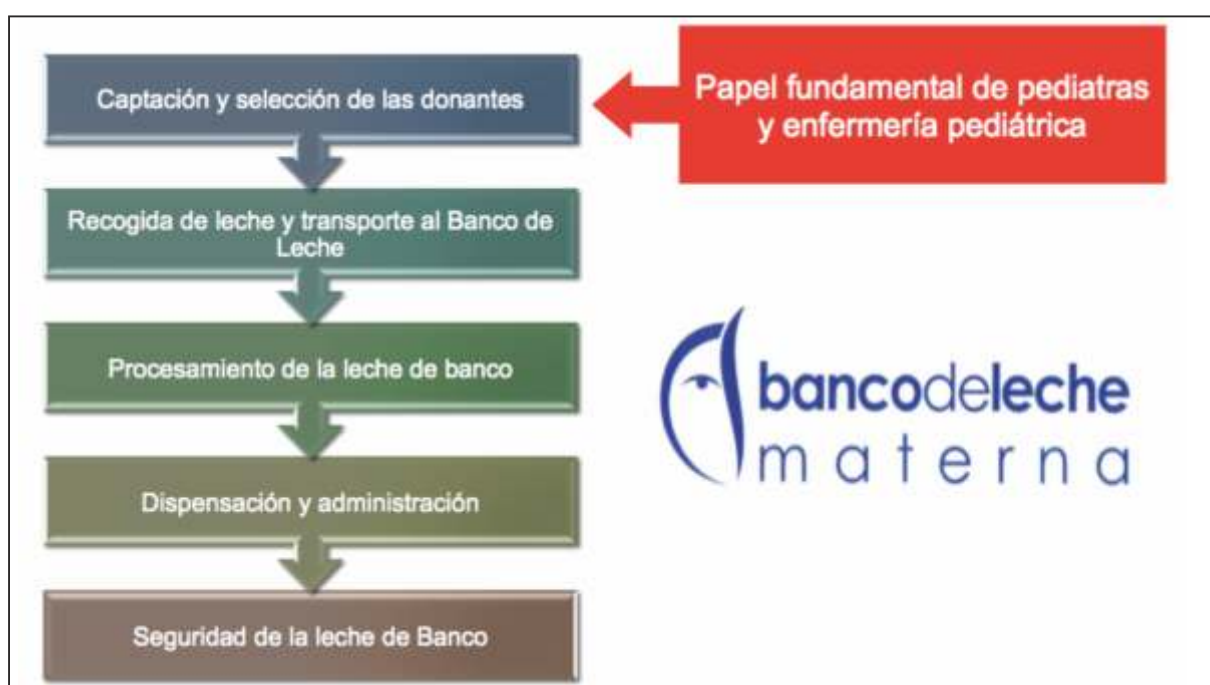 Captación y selección de las donantes
Papel fundamental de pediatras
y enfermería pediátrica
Recogida de leche y transporte al Banco de
Leche
Procesamiento de la leche de banco
bancodeleche
materna
Dispensación y administración
Seguridad de la leche de Banco